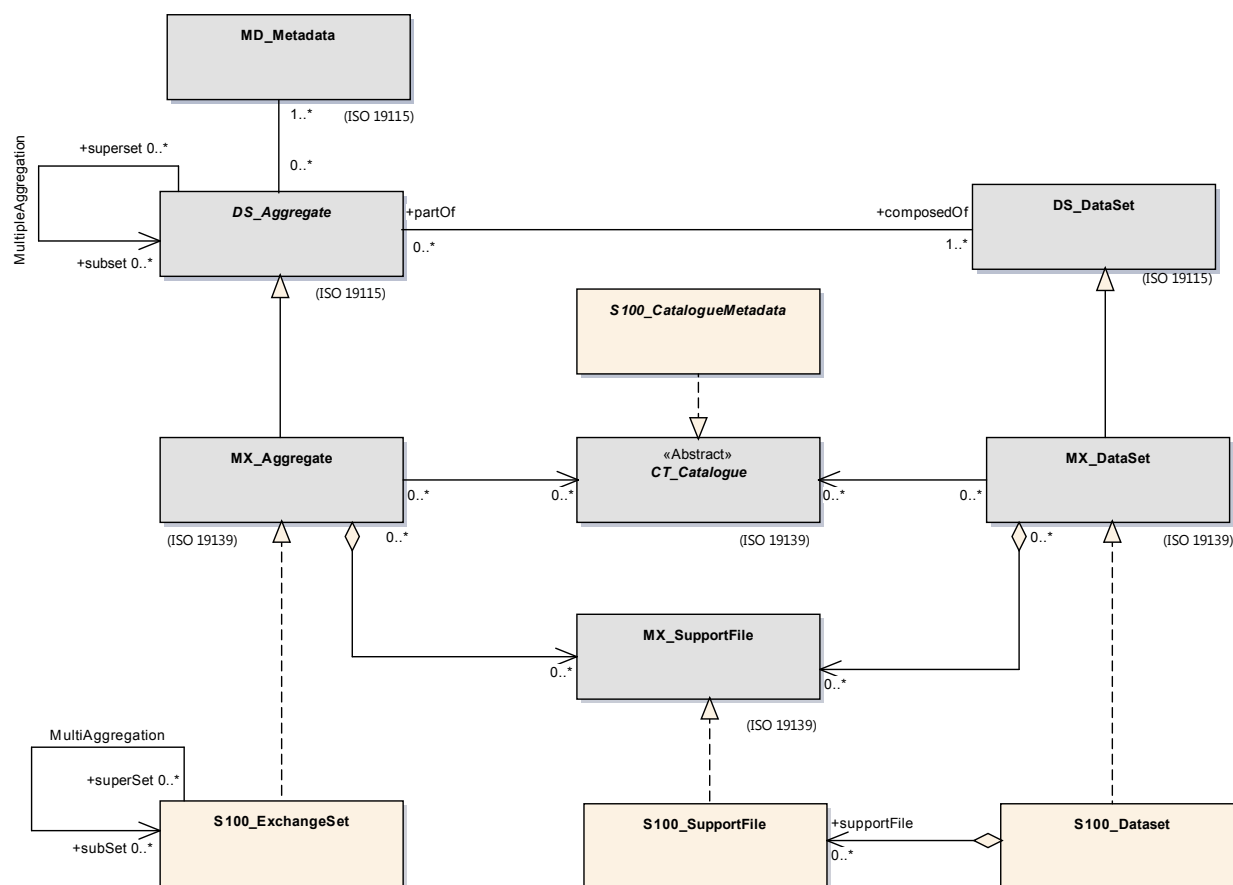 MD_Metadata
1..*
(ISO 19115)
MultipleAggregation
+superset 0..*
0..*
DS_Aggregate
+subset 0..*
(ISO 19115)
+partOf
0..*
+composedOf
1..*
DS_DataSet
(ISO 19115)
S100_CatalogueMetadata
MX_Aggregate
0..*
0..*
(ISO 19139)
0..*
«Abstract»
CT_Catalogue
0..*
0..*
(ISO 19139)
MX_DataSet
0..*
0..*
(ISO 19139)
MX_SupportFile
0..*
0..*
(ISO 19139)
MultiAggregation
+superSet 0..*
S100_ExchangeSet
+subSet 0..*
S100_SupportFile
+supportFile
0..*
S100_Dataset